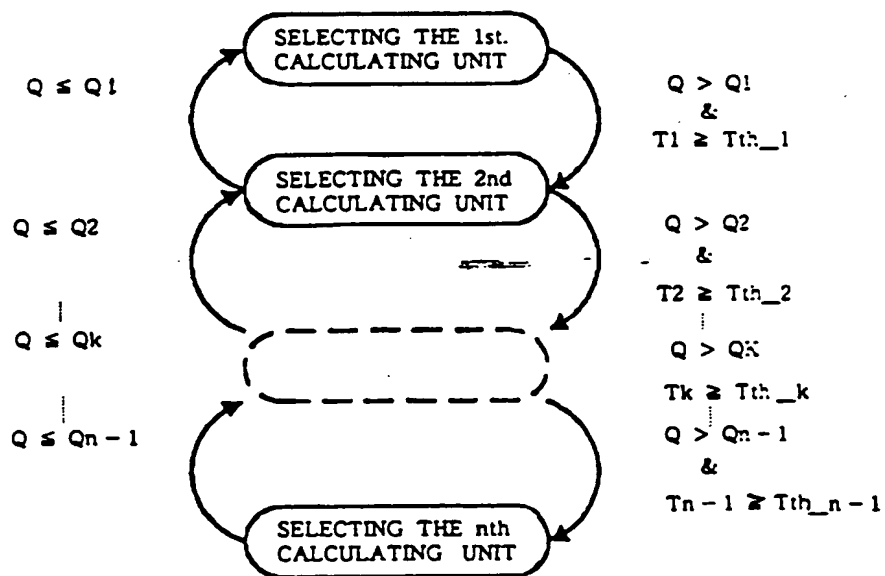 SELECTING THE 1st.
CALCULATING UNIT
Q ≤ Q1
Q > Q1
&
T1 ≥ Tth_1
SELECTING THE 2nd
CALCULATING UNIT
Q ≤ Q2
Q > Q2
&
T2 ≥ Tth_2
Q ≤ Qk
Q > QK
Tk ≥ Tth_k
Q ≤ Qn-1
Q > Qn-1
&
Tn-1 ≥ Tth_n-1
SELECTING THE nth
CALCULATING UNIT